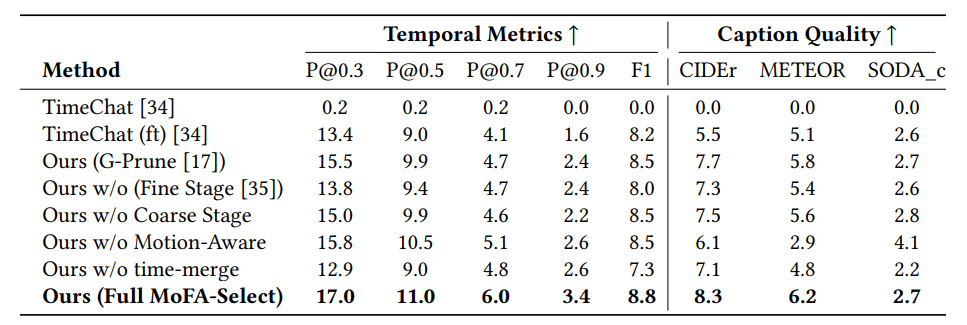 Temporal Metrics ↑ Caption Quality ↑
Method P@0.3 P@0.5 P@0.7 P@0.9 F1 CIDEr METEOR SODA_c
TimeChat [34] 0.2 0.2 0.2 0.0 0.0 0.0 0.0 0.0
TimeChat (ft) [34] 13.4 9.0 4.1 1.6 8.2 5.5 5.1 2.6
Ours (G-Prune [17]) 15.5 9.9 4.7 2.4 8.5 7.7 5.8 2.7
Ours w/o (Fine Stage [35]) 13.8 9.4 4.7 2.4 8.0 7.3 5.4 2.6
Ours w/o Coarse Stage 15.0 9.9 4.6 2.2 8.5 7.5 5.6 2.8
Ours w/o Motion-Aware 15.8 10.5 5.1 2.6 8.5 6.1 2.9 4.1
Ours w/o time-merge 12.9 9.0 4.8 2.6 7.3 7.1 4.8 2.2
Ours (Full MoFA-Select) 17.0 11.0 6.0 3.4 8.8 8.3 6.2 2.7